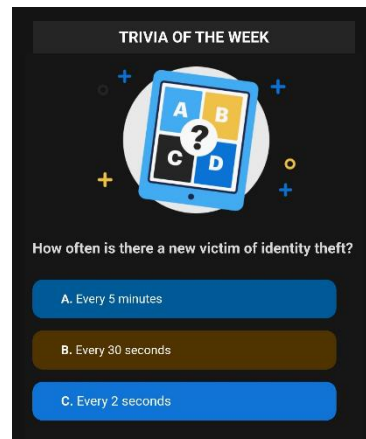 TRIVIA OF THE WEEK
A B
?
C D
How often is there a new victim of identity theft?
A. Every 5 minutes
B. Every 30 seconds
C. Every 2 seconds